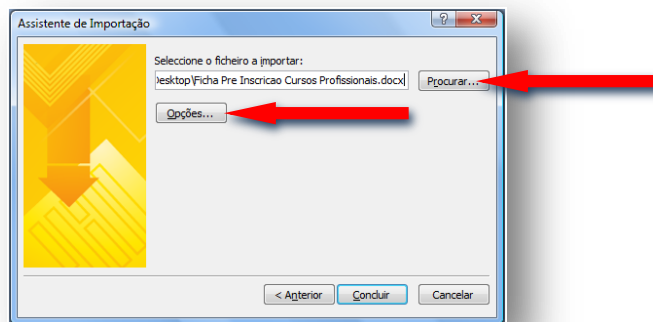 Assistente de Importação
Seleccione o ficheiro a importar:
Desktop\Ficha Pre Inscricao Cursos Profissionais.docx
Procurar...
Opções...
< Anterior
Concluir
Cancelar